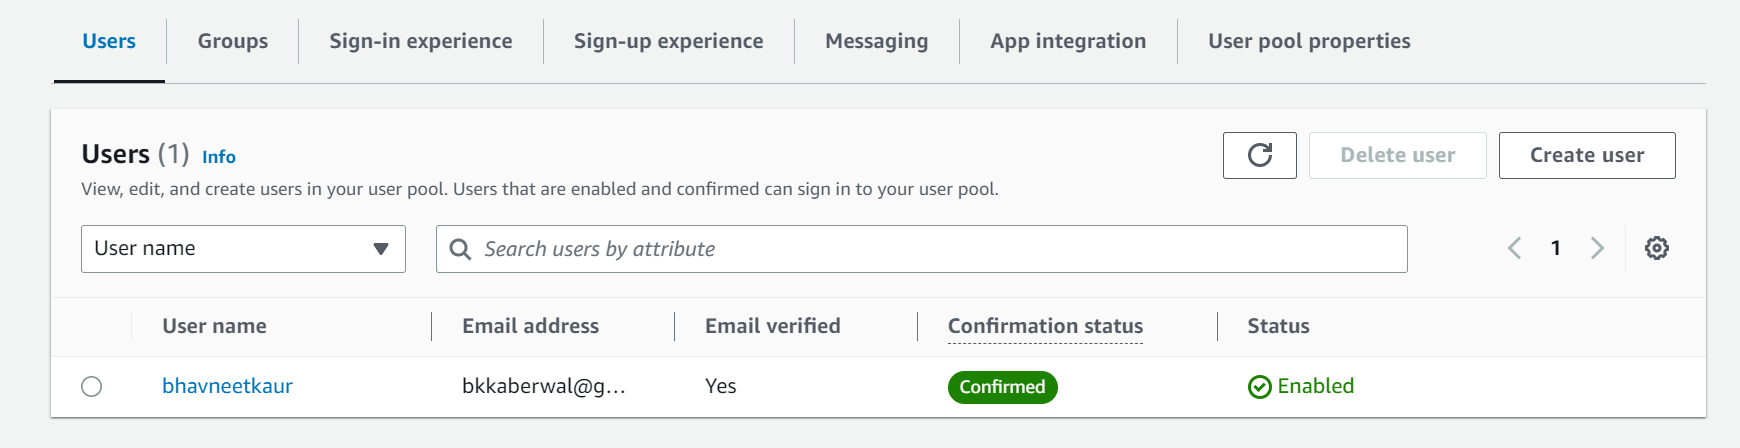 Users Groups Sign-in experience Sign-up experience Messaging App integration User pool properties
Users (1) Info
Delete user Create user
View, edit, and create users in your user pool. Users that are enabled and confirmed can sign in to your user pool.
User name Search users by attribute 1
User name Email address Email verified Confirmation status Status
bhavneetkaur bkkaberwal@g... Yes Confirmed Enabled